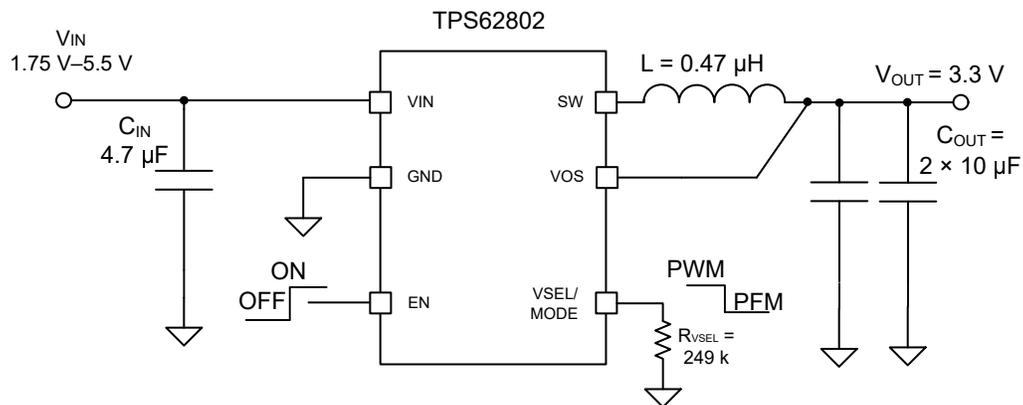 TPS62802
VIN
1.75 V–5.5 V
L = 0.47 µH
VOUT = 3.3 V
VIN
SW
CIN
4.7 µF
COUT =
2 × 10 µF
GND
VOS
ON
OFF
EN
VSEL/
MODE
PWM
PFM
RVSEL =
249 k